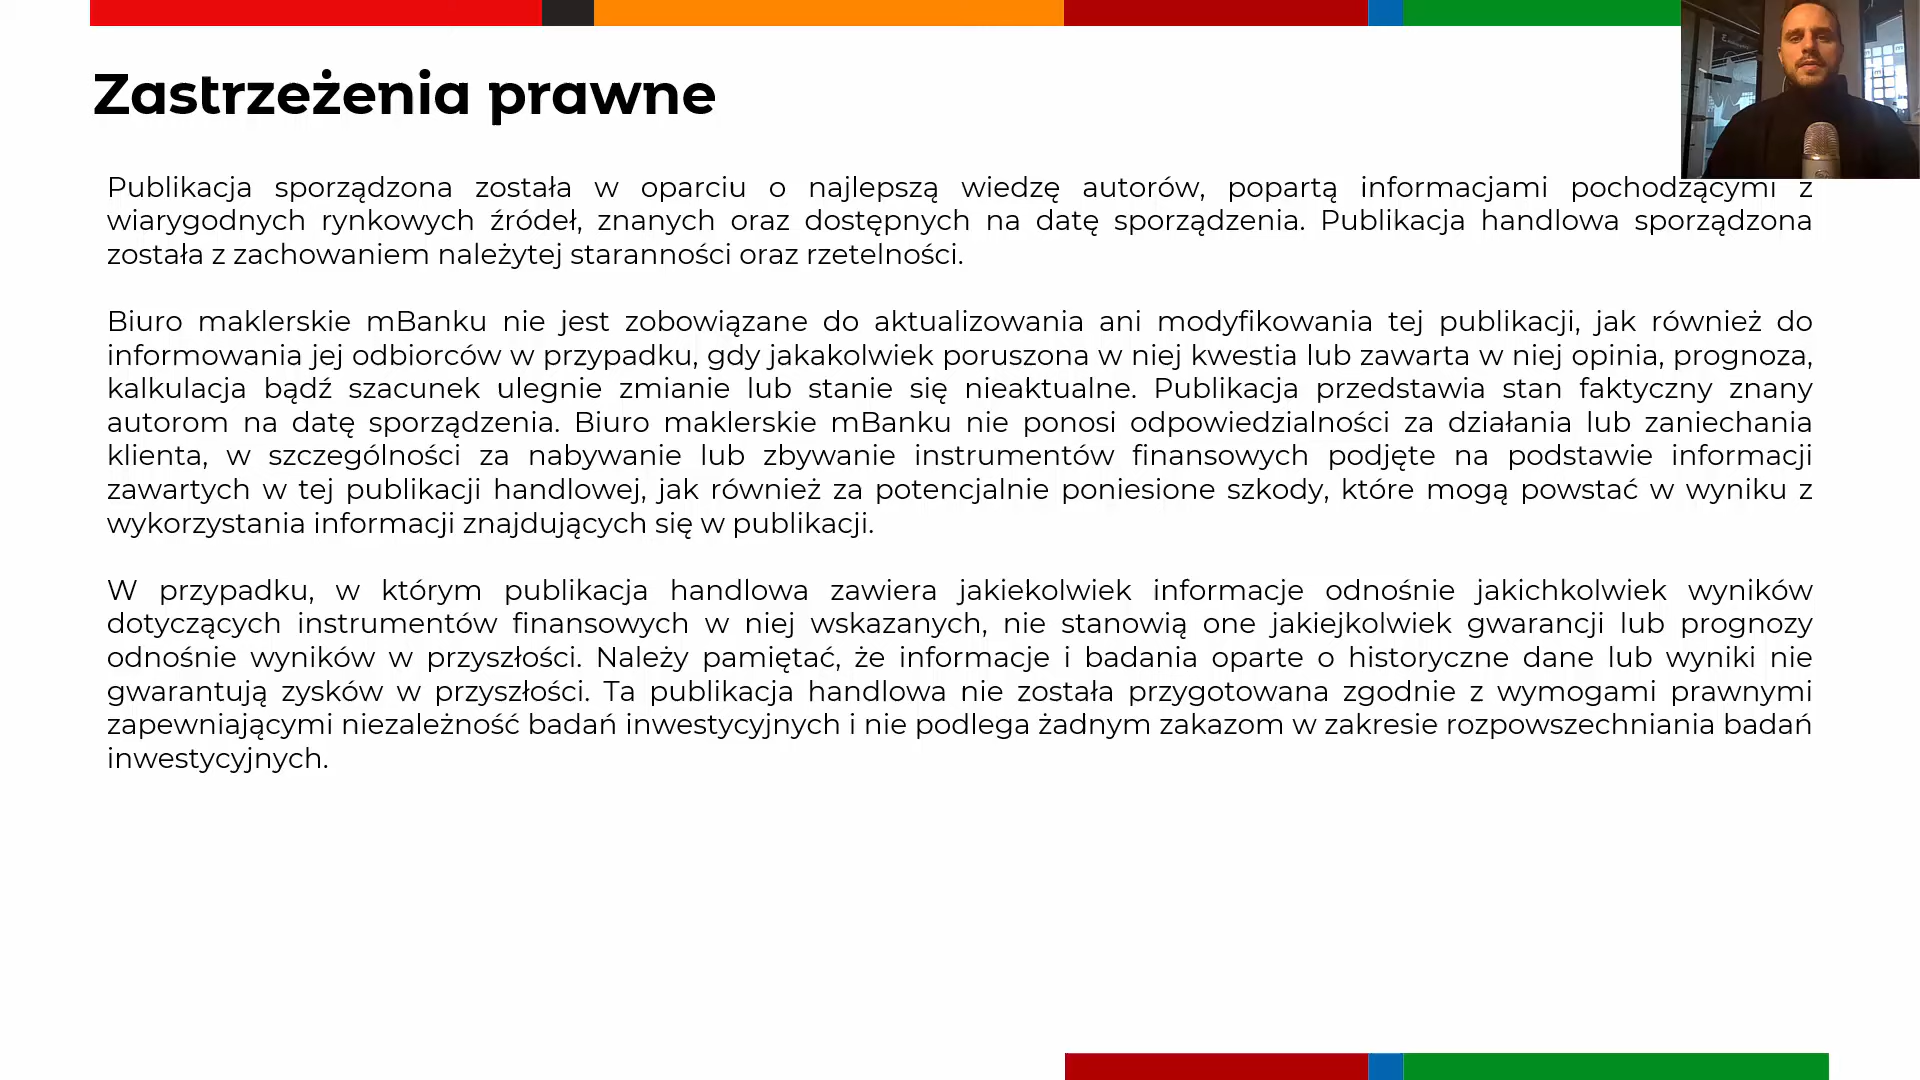 Zastrzeżenia prawne
Publikacja sporządzona została w oparciu o najlepszą wiedzę autorów, popartą informacjami pochodzącymi z
wiarygodnych rynkowych źródeł, znanych oraz dostępnych na datę sporządzenia. Publikacja handlowa sporządzona
została z zachowaniem należytej staranności oraz rzetelności.
Biuro maklerskie mBanku nie jest zobowiązane do aktualizowania ani modyfikowania tej publikacji, jak również do
informowania jej odbiorców w przypadku, gdy jakakolwiek poruszona w niej kwestia lub zawarta w niej opinia, prognoza,
kalkulacja bądź szacunek ulegnie zmianie lub stanie się nieaktualne. Publikacja przedstawia stan faktyczny znany
autorom na datę sporządzenia. Biuro maklerskie mBanku nie ponosi odpowiedzialności za działania lub zaniechania
klienta, w szczególności za nabywanie lub zbywanie instrumentów finansowych podjęte na podstawie informacji
zawartych w tej publikacji handlowej, jak również za potencjalnie poniesione szkody, które mogą powstać w wyniku z
wykorzystania informacji znajdujących się w publikacji.
W przypadku, w którym publikacja handlowa zawiera jakiekolwiek informacje odnośnie jakichkolwiek wyników
dotyczących instrumentów finansowych w niej wskazanych, nie stanowią one jakiejkolwiek gwarancji lub prognozy
odnośnie wyników w przyszłości. Należy pamiętać, że informacje i badania oparte o historyczne dane lub wyniki nie
gwarantują zysków w przyszłości. Ta publikacja handlowa nie została przygotowana zgodnie z wymogami prawnymi
zapewniającymi niezależność badań inwestycyjnych i nie podlega żadnym zakazom w zakresie rozpowszechniania badań
inwestycyjnych.